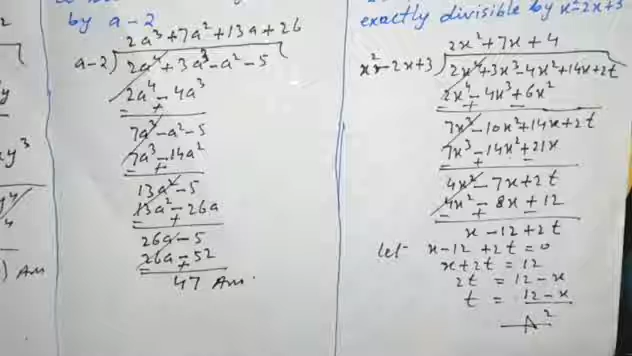 by a-2
2a³+7a²+13a+26
a-2) 2a⁴+3a³-a²-5
2a⁴-4a³
- +
7a³-a²-5
7a³-14a²
- +
13a²-5
13a²-26a
- +
26a-5
26a-52
- +
47 Ans.
exactly divisible by x²-2x+3
2x²+7x+4
x²-2x+3) 2x⁴+3x³-4x²+14x+2t
2x⁴-4x³+6x²
- + -
7x³-10x²+14x+2t
7x³-14x²+21x
- + -
4x²-7x+2t
4x²-8x+12
- + -
x-12+2t
let x-12+2t=0
x+2t=12
2t=12-x
t = 12-x
2